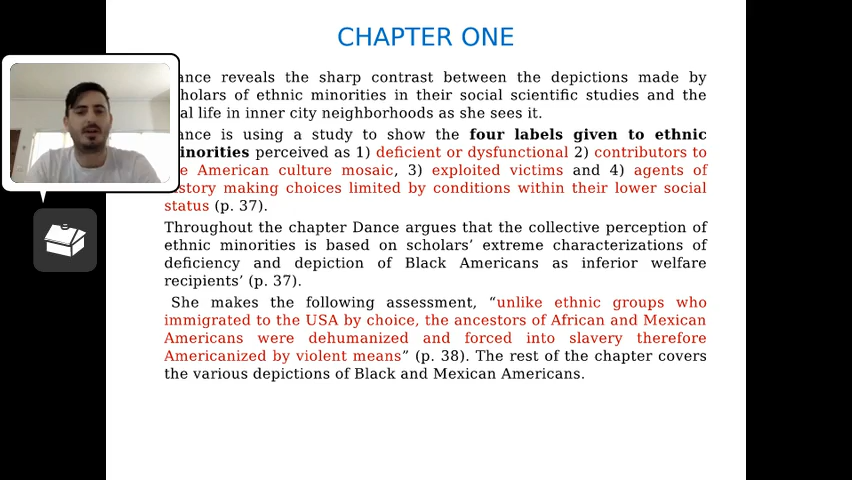 CHAPTER ONE
ance reveals the sharp contrast between the depictions made by
holars of ethnic minorities in their social scientific studies and the
al life in inner city neighborhoods as she sees it.
ance is using a study to show the four labels given to ethnic
inorities perceived as 1) deficient or dysfunctional 2) contributors to
e American culture mosaic, 3) exploited victims and 4) agents of
istory making choices limited by conditions within their lower social
status (p. 37).
Throughout the chapter Dance argues that the collective perception of
ethnic minorities is based on scholars’ extreme characterizations of
deficiency and depiction of Black Americans as inferior welfare
recipients’ (p. 37).
She makes the following assessment, “unlike ethnic groups who
immigrated to the USA by choice, the ancestors of African and Mexican
Americans were dehumanized and forced into slavery therefore
Americanized by violent means” (p. 38). The rest of the chapter covers
the various depictions of Black and Mexican Americans.